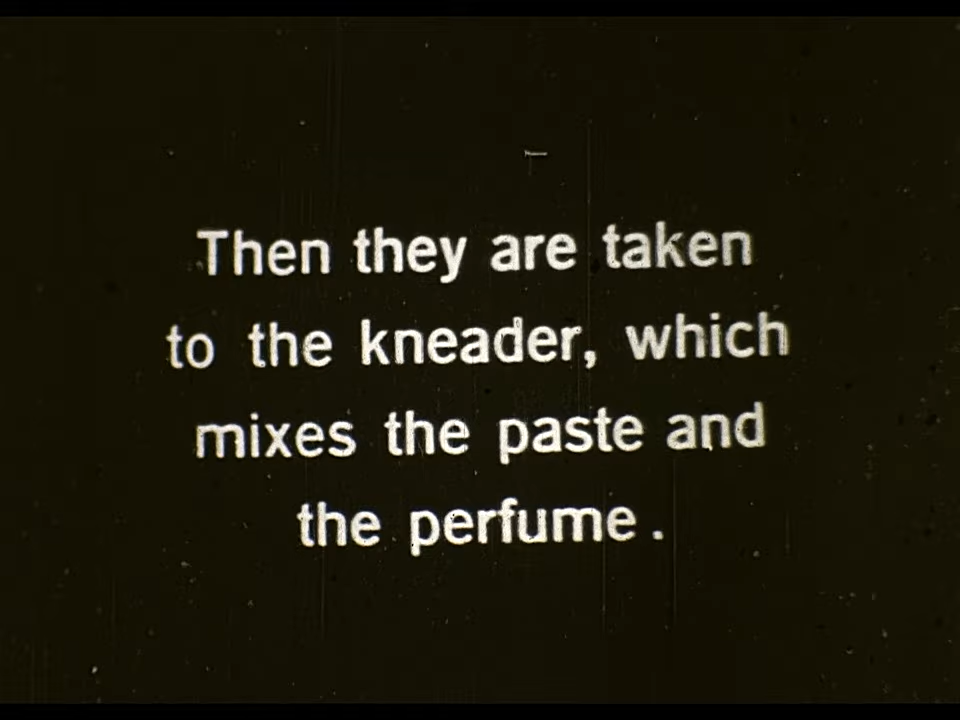 Then they are taken
to the kneader, which
mixes the paste and
the perfume.